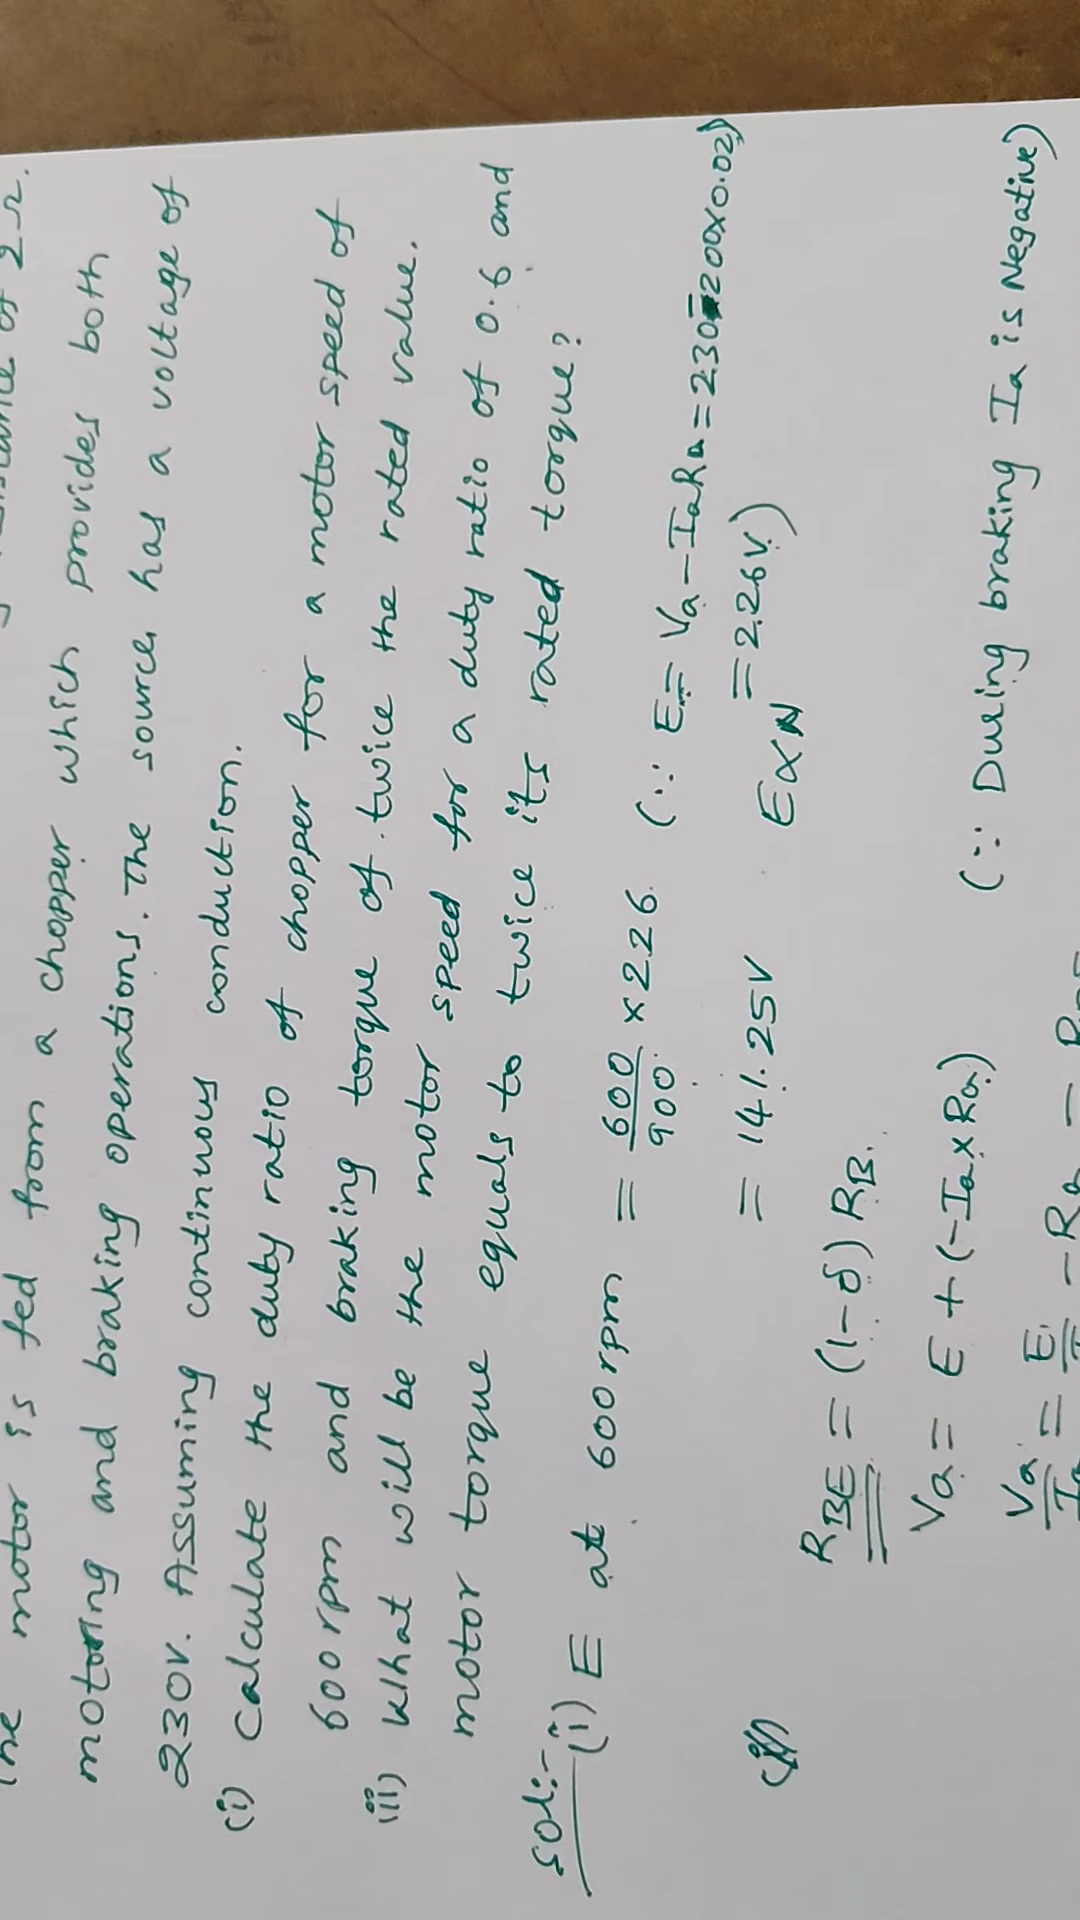 motor is fed from a chopper which provides both
motoring and braking operations. The source has a voltage of
230V. Assuming continuous conduction.
(i) Calculate the duty ratio of chopper for a motor speed of
600 rpm and braking torque of twice the rated value.
ii) What will be the motor speed for a duty ratio of 0.6 and
motor torque equals to twice its rated torque?
Sol:- (i) E at 600 rpm = 600/900 × 226 (∵ E = Va - IaRa = 230 - 200×0.02)
= 141.25V = 226V)
E∝N
RBE = (1-δ) RB.
Va = E + (-Ia × Ra) (∵ During braking Ia is Negative)
Va